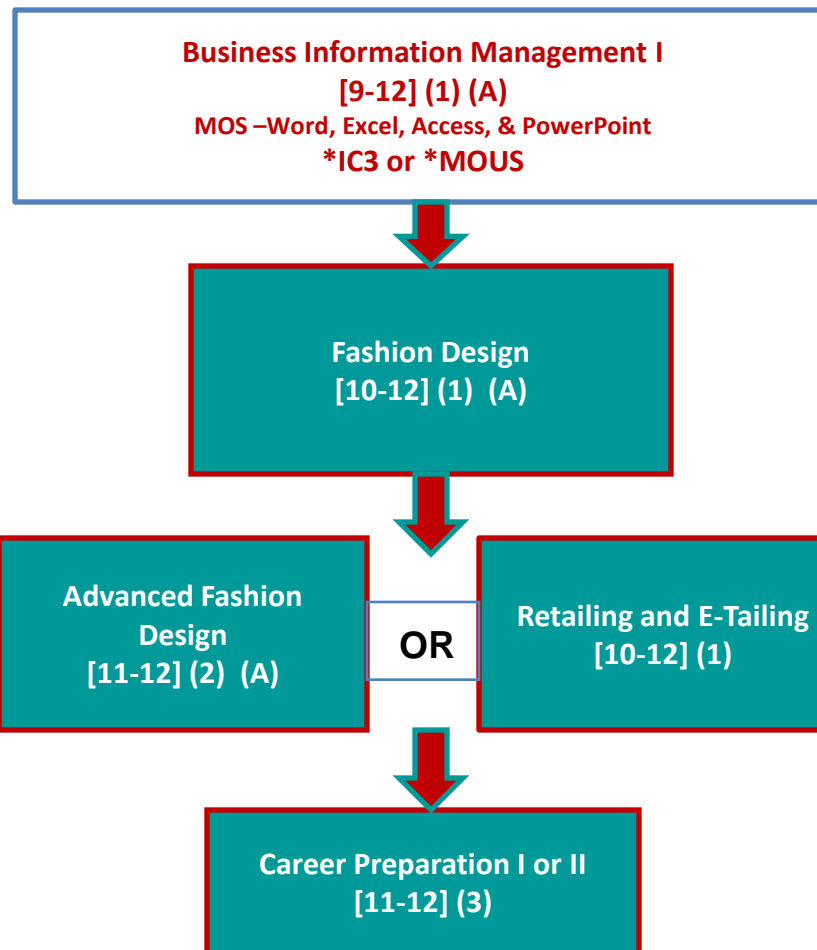 Business Information Management I
[9-12] (1) (A)
MOS –Word, Excel, Access, & PowerPoint
*IC3 or *MOUS
Fashion Design
[10-12] (1)  (A)
Advanced Fashion
Design
[11-12] (2)  (A)
OR
Retailing and E-Tailing
[10-12] (1)
Career Preparation I or II
[11-12] (3)